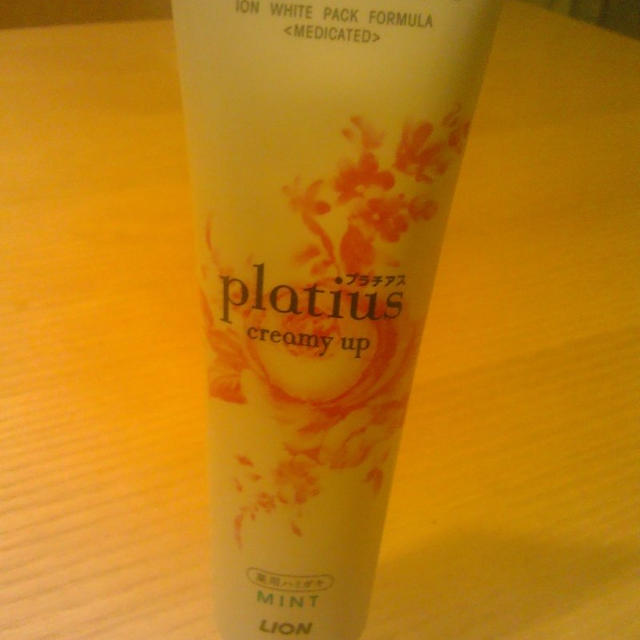 ION WHITE PACK FORMULA
<MEDICATED>
プラチアス
platius
creamy up
薬用ハミガキ
MINT
LION